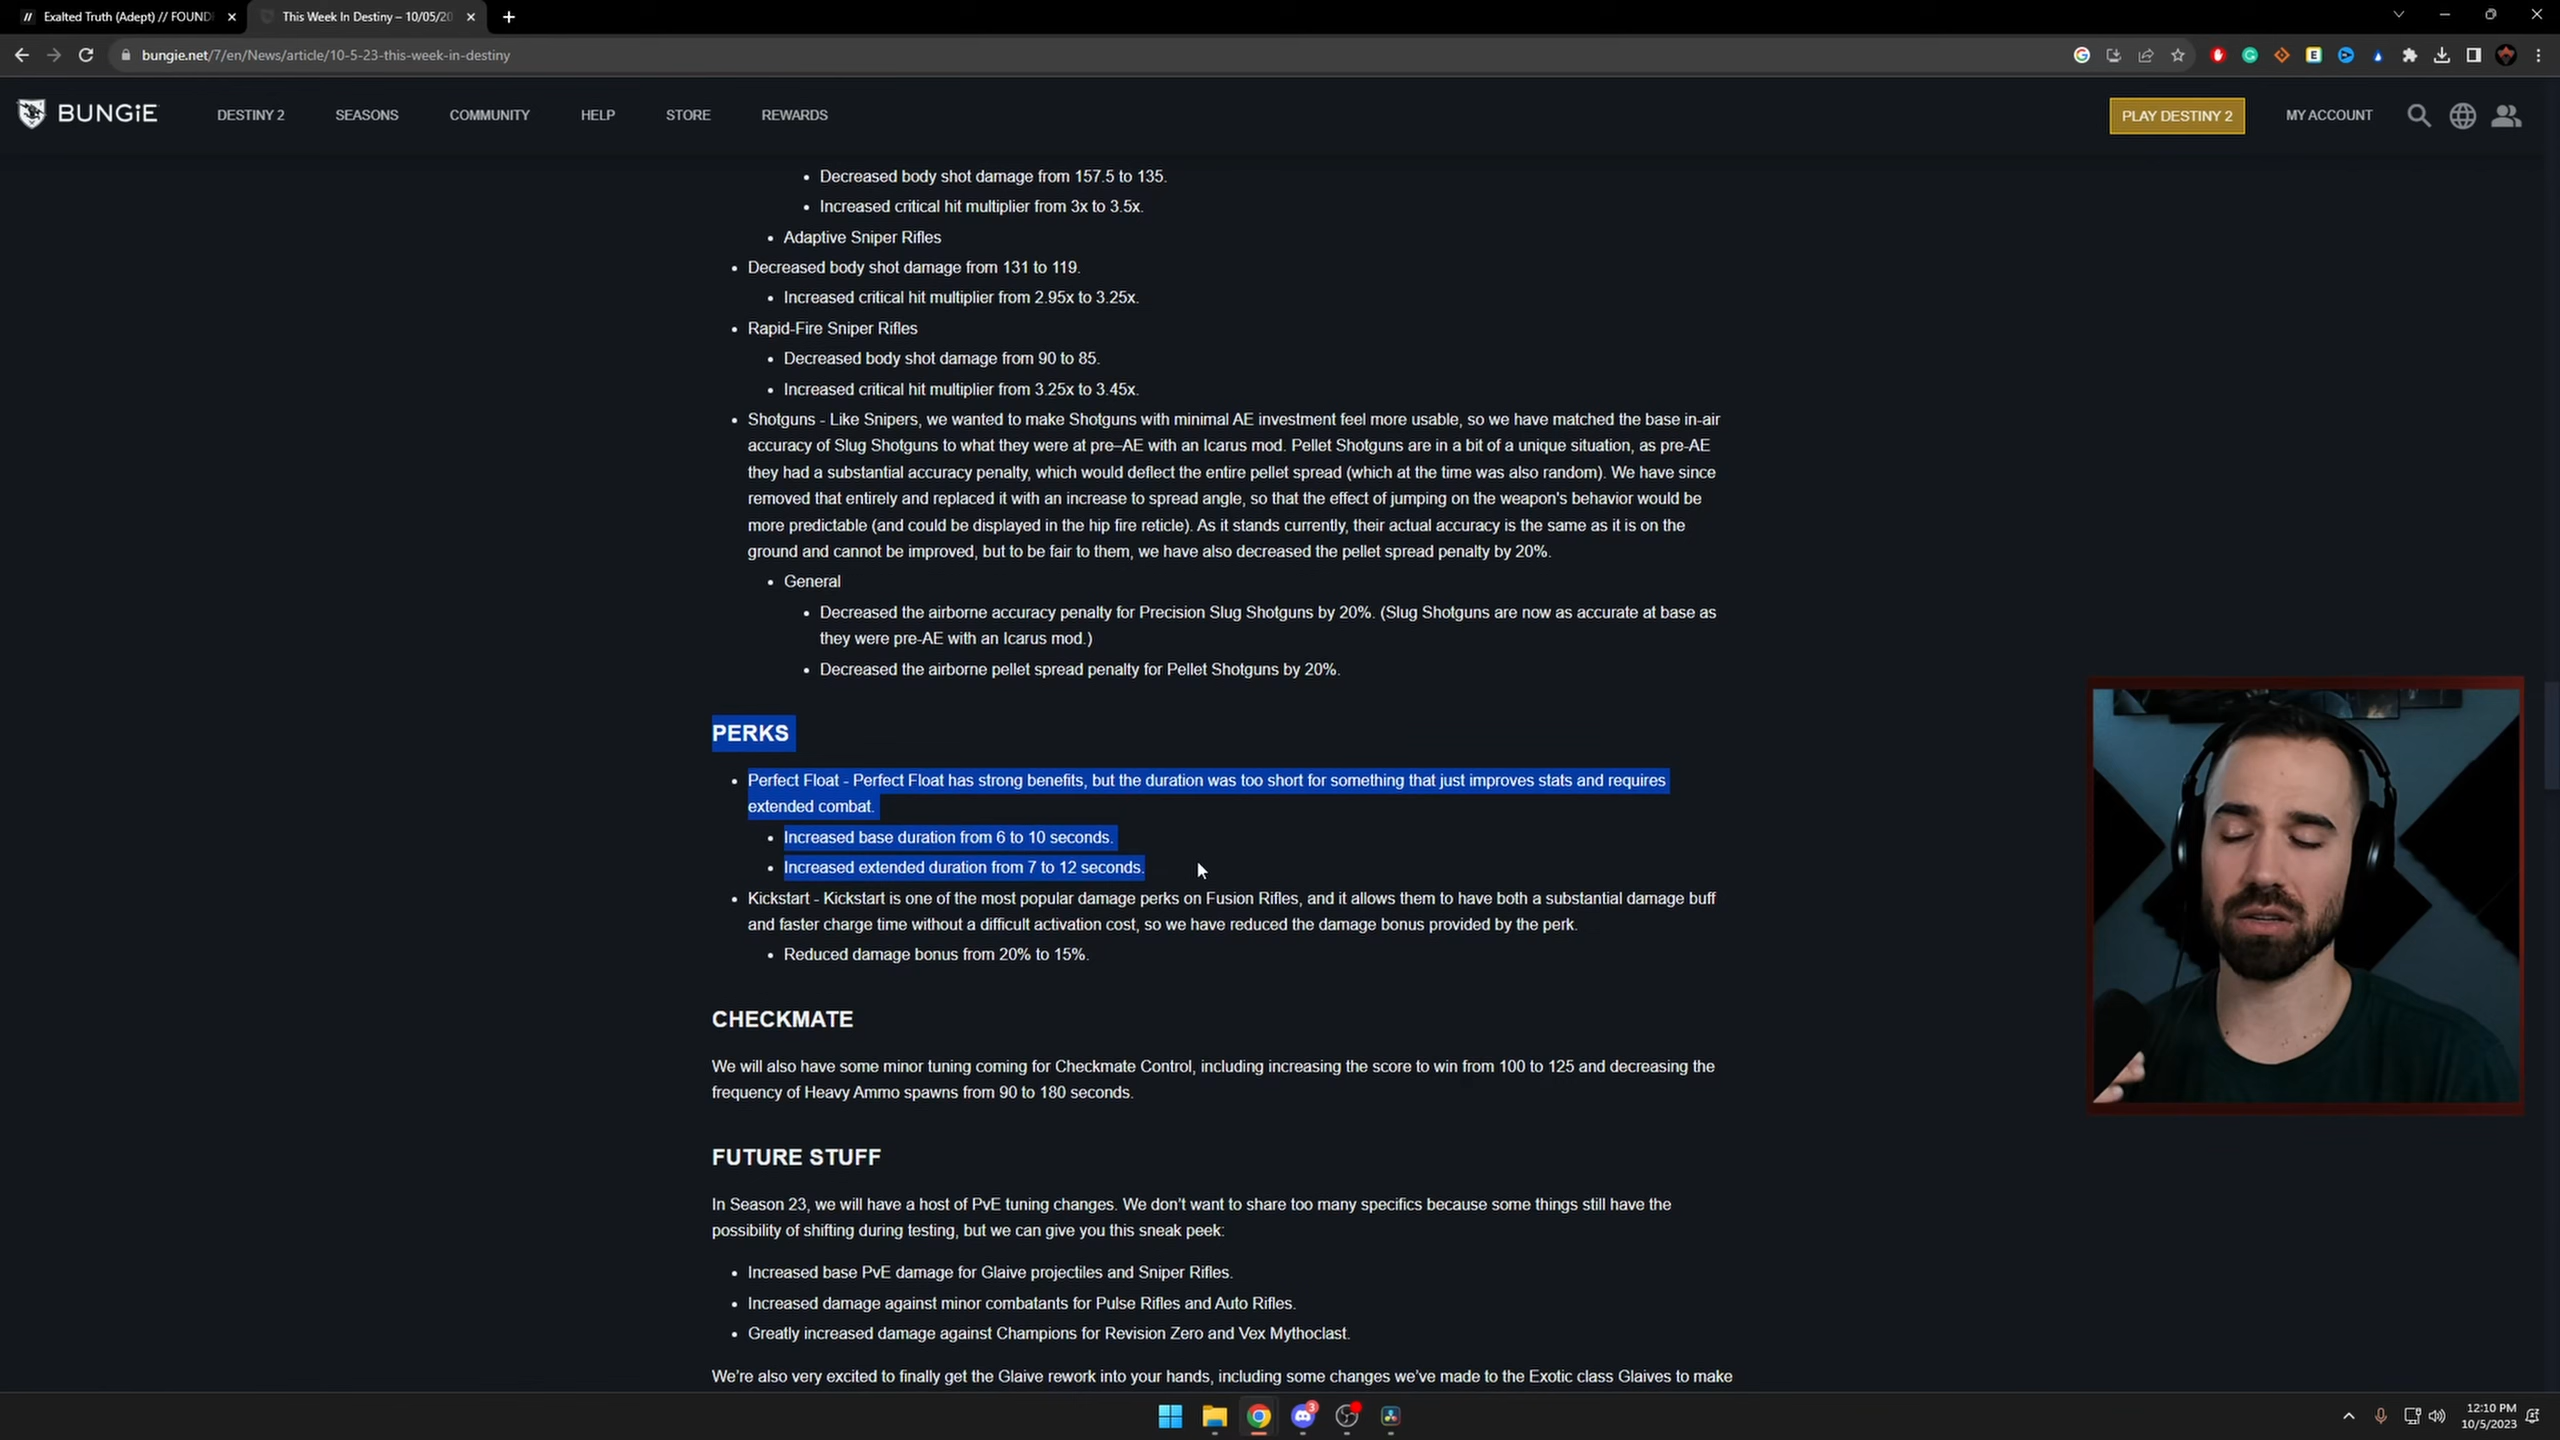 // Exalted Truth (Adept) // FOUND
This Week In Destiny – 10/05/20
bungie.net/7/en/News/article/10-5-23-this-week-in-destiny
BUNGiE
DESTINY 2
SEASONS
COMMUNITY
HELP
STORE
REWARDS
PLAY DESTINY 2
MY ACCOUNT
• Decreased body shot damage from 157.5 to 135.
• Increased critical hit multiplier from 3x to 3.5x.
• Adaptive Sniper Rifles
• Decreased body shot damage from 131 to 119.
• Increased critical hit multiplier from 2.95x to 3.25x.
• Rapid-Fire Sniper Rifles
• Decreased body shot damage from 90 to 85.
• Increased critical hit multiplier from 3.25x to 3.45x.
• Shotguns - Like Snipers, we wanted to make Shotguns with minimal AE investment feel more usable, so we have matched the base in-air
accuracy of Slug Shotguns to what they were at pre–AE with an Icarus mod. Pellet Shotguns are in a bit of a unique situation, as pre-AE
they had a substantial accuracy penalty, which would deflect the entire pellet spread (which at the time was also random). We have since
removed that entirely and replaced it with an increase to spread angle, so that the effect of jumping on the weapon's behavior would be
more predictable (and could be displayed in the hip fire reticle). As it stands currently, their actual accuracy is the same as it is on the
ground and cannot be improved, but to be fair to them, we have also decreased the pellet spread penalty by 20%.
• General
• Decreased the airborne accuracy penalty for Precision Slug Shotguns by 20%. (Slug Shotguns are now as accurate at base as
they were pre-AE with an Icarus mod.)
• Decreased the airborne pellet spread penalty for Pellet Shotguns by 20%.
PERKS
• Perfect Float - Perfect Float has strong benefits, but the duration was too short for something that just improves stats and requires
extended combat.
• Increased base duration from 6 to 10 seconds.
• Increased extended duration from 7 to 12 seconds.
• Kickstart - Kickstart is one of the most popular damage perks on Fusion Rifles, and it allows them to have both a substantial damage buff
and faster charge time without a difficult activation cost, so we have reduced the damage bonus provided by the perk.
• Reduced damage bonus from 20% to 15%.
CHECKMATE
We will also have some minor tuning coming for Checkmate Control, including increasing the score to win from 100 to 125 and decreasing the
frequency of Heavy Ammo spawns from 90 to 180 seconds.
FUTURE STUFF
In Season 23, we will have a host of PvE tuning changes. We don't want to share too many specifics because some things still have the
possibility of shifting during testing, but we can give you this sneak peek:
• Increased base PvE damage for Glaive projectiles and Sniper Rifles.
• Increased damage against minor combatants for Pulse Rifles and Auto Rifles.
• Greatly increased damage against Champions for Revision Zero and Vex Mythoclast.
We're also very excited to finally get the Glaive rework into your hands, including some changes we've made to the Exotic class Glaives to make
3
12:10 PM
10/5/2023